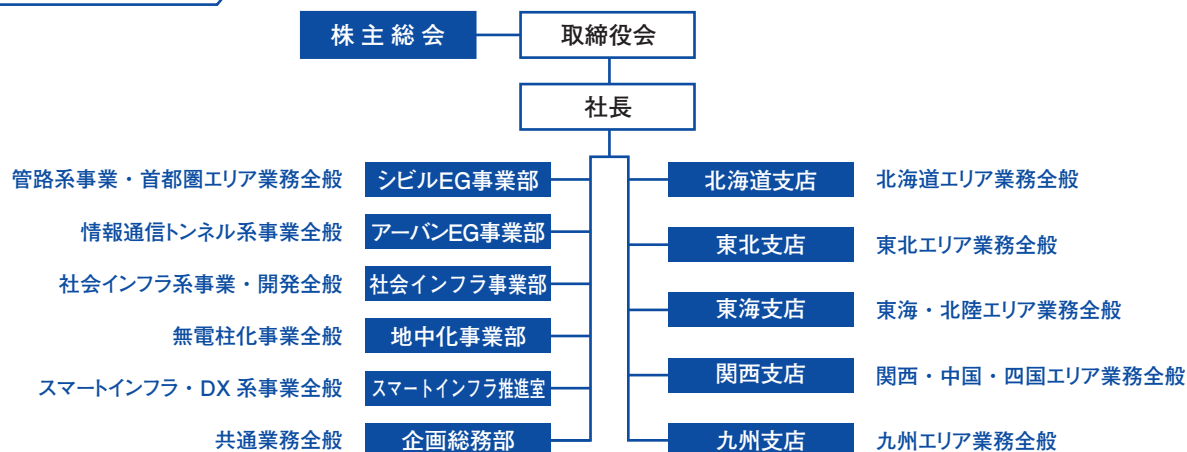 株主総会
取締役会
社長
管路系事業・首都圏エリア業務全般
シビルEG事業部
情報通信トンネル系事業全般
アーバンEG事業部
社会インフラ系事業・開発全般
社会インフラ事業部
無電柱化事業全般
地中化事業部
スマートインフラ・DX系事業全般
スマートインフラ推進室
共通業務全般
企画総務部
北海道支店
北海道エリア業務全般
東北支店
東北エリア業務全般
東海支店
東海・北陸エリア業務全般
関西支店
関西・中国・四国エリア業務全般
九州支店
九州エリア業務全般